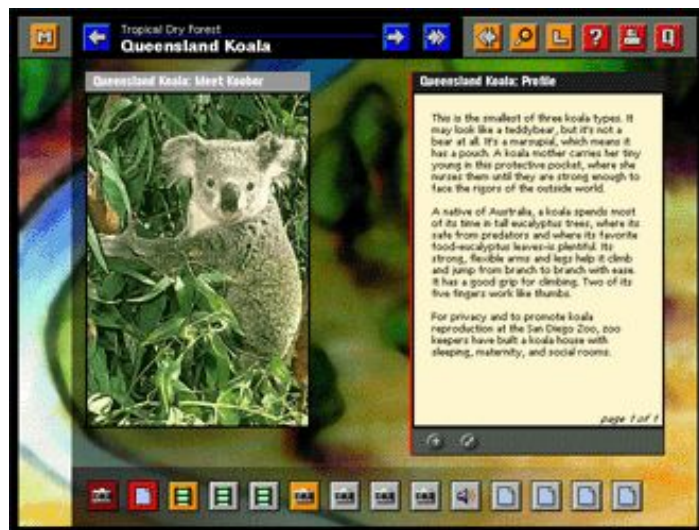 M
Tropical Dry Forest
Queensland Koala
L
?
Q
Queensland Koala: Meet Koobor
Queensland Koala: Profile
This is the smallest of three koala types. It
may look like a teddybear, but it's not a
bear at all. It's a marsupial, which means it
has a pouch. A koala mother carries her tiny
young in this protective pocket, where she
nurses them until they are strong enough to
face the rigors of the outside world.
A native of Australia, a koala spends most
of its time in tall eucalyptus trees, where its
safe from predators and where its favorite
food-eucalyptus leaves-is plentiful. Its
strong, flexible arms and legs help it climb
and jump from branch to branch with ease.
It has a good grip for climbing. Two of its
five fingers work like thumbs.
For privacy and to promote koala
reproduction at the San Diego Zoo, zoo
keepers have built a koala house with
sleeping, maternity, and social rooms.
page 1 of 1